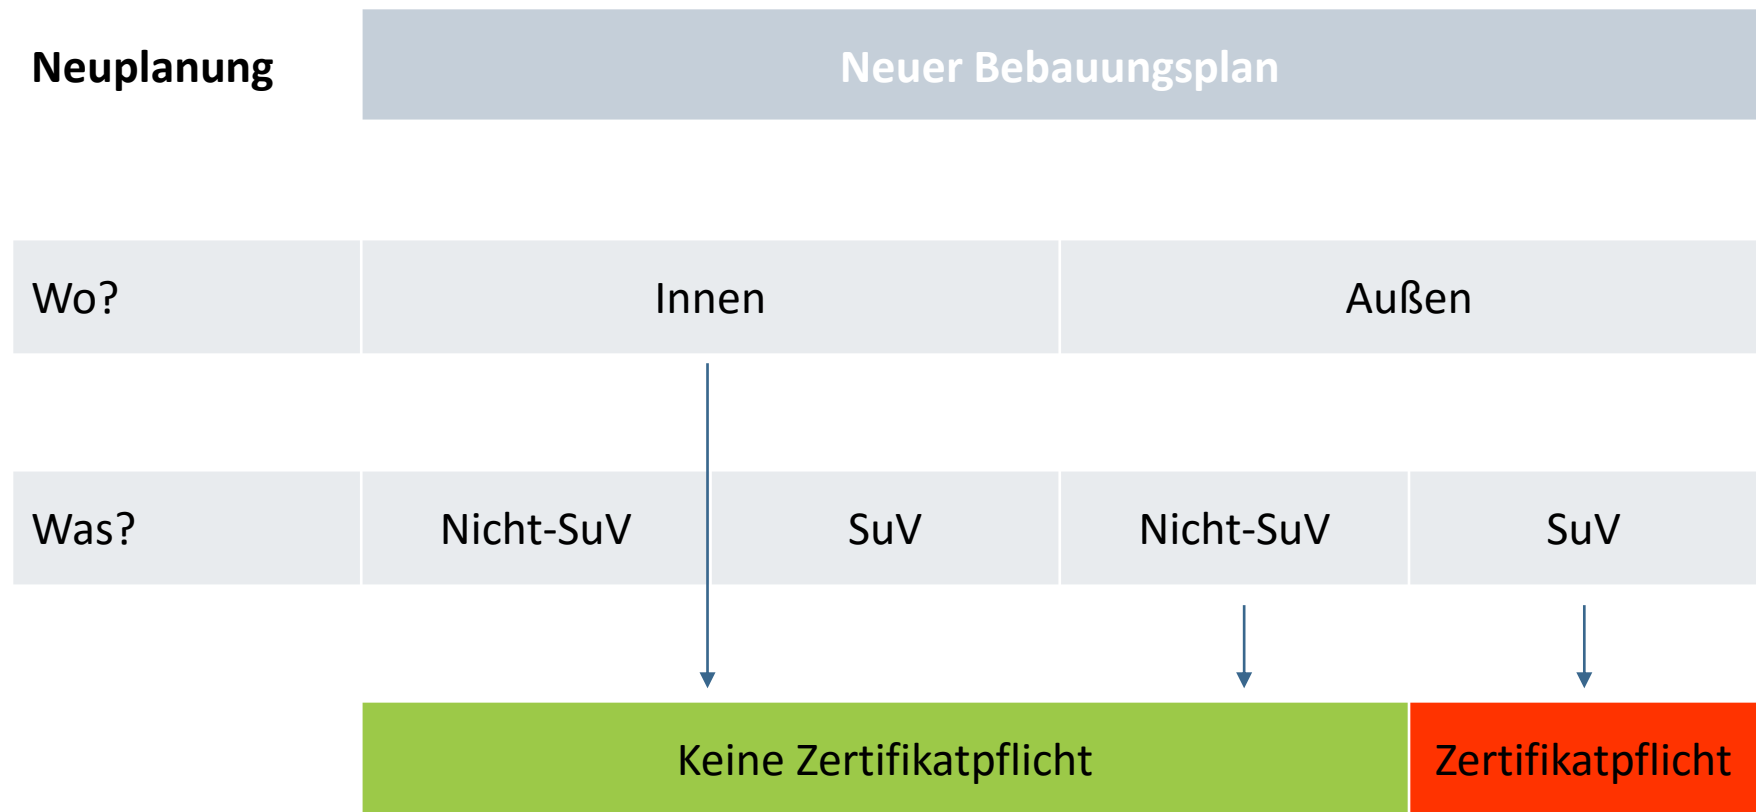 Neuplanung
Neuer Bebauungsplan
Wo?
Innen
Außen
Was?
Nicht-SuV
SuV
Nicht-SuV
SuV
Keine Zertifikatpflicht
Zertifikatpflicht